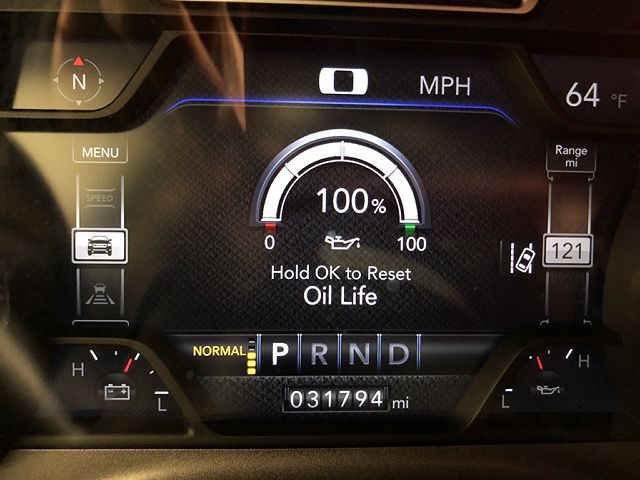 N
MPH
64 °F
MENU
SPEED
Range
mi
100%
0
100
Hold OK to Reset
Oil Life
121
NORMAL
P R N D
H
L
H
L
031794 mi